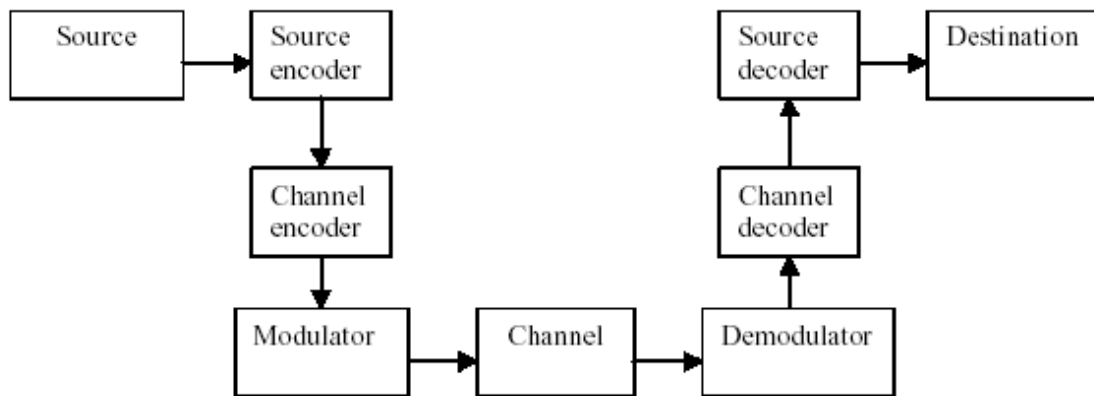 Source
Source
encoder
Source
decoder
Destination
Channel
encoder
Channel
decoder
Modulator
Channel
Demodulator